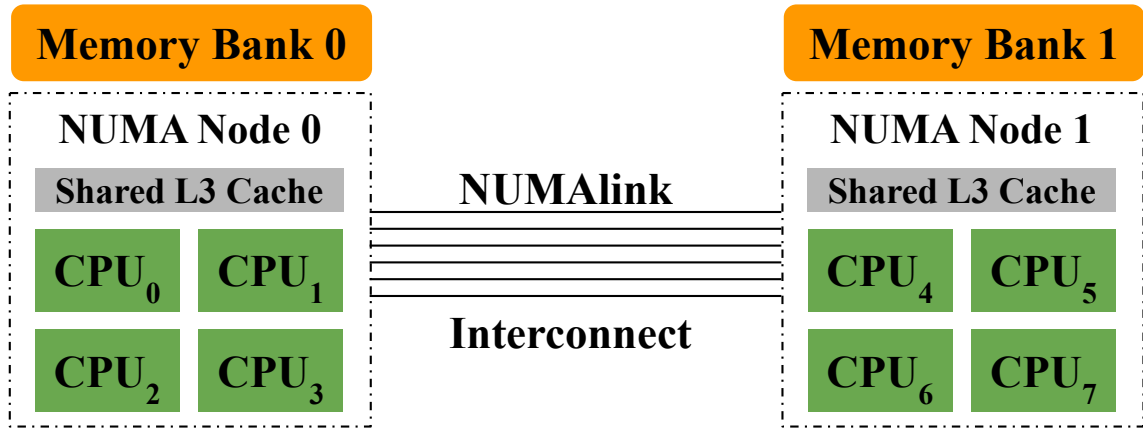 Memory Bank 0
Memory Bank 1
NUMA Node 0
Shared L3 Cache
CPU₀ CPU₁
CPU₂ CPU₃
NUMAlink
Interconnect
NUMA Node 1
Shared L3 Cache
CPU₄ CPU₅
CPU₆ CPU₇